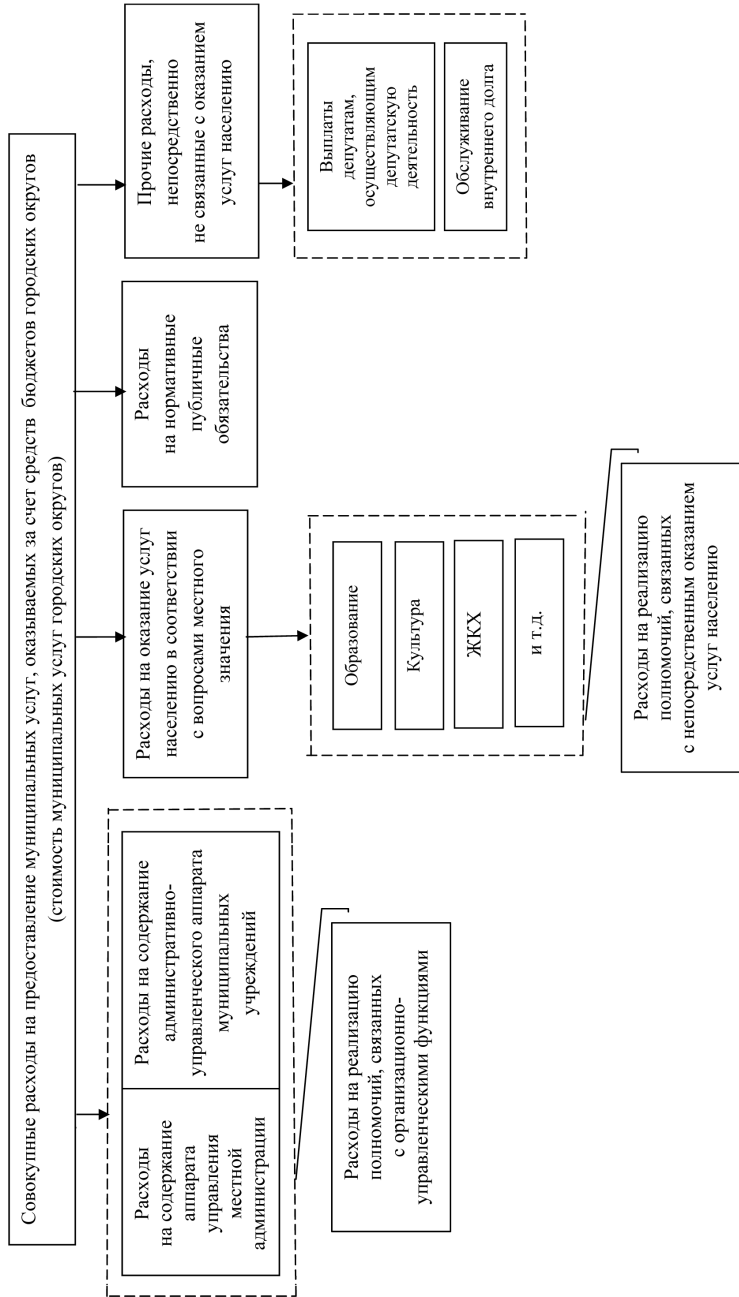 Совокупные расходы на предоставление муниципальных услуг, оказываемых за счет средств бюджетов городских округов
(стоимость муниципальных услуг городских округов)
Расходы
на содержание
аппарата
управления
местной
администрации
Расходы на содержание
административно-
управленческого аппарата
муниципальных
учреждений
Расходы на реализацию
полномочий, связанных
с организационно-
управленческими функциями
Расходы на оказание услуг
населению в соответствии
с вопросами местного
значения
Образование
Культура
ЖКХ
и т.д.
Расходы на реализацию
полномочий, связанных
с непосредственным оказанием
услуг населению
Расходы
на нормативные
публичные
обязательства
Прочие расходы,
непосредственно
не связанные с оказанием
услуг населению
Выплаты
депутатам,
осуществляющим
депутатскую
деятельность
Обслуживание
внутреннего долга